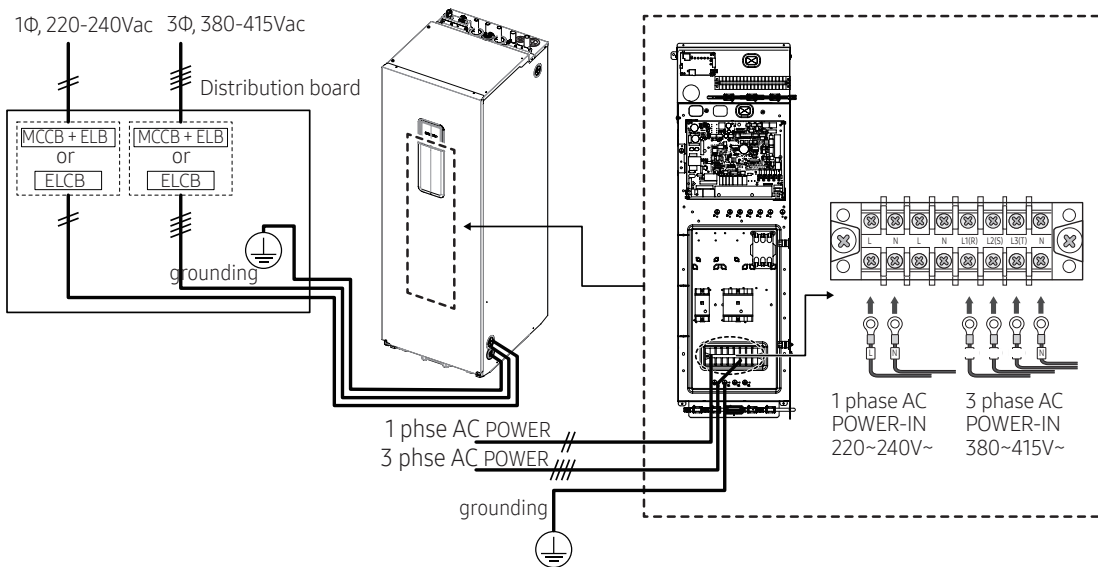 1Φ, 220-240Vac 3Φ, 380-415Vac
Distribution board
MCCB + ELB MCCB + ELB
or or
ELCB ELCB
grounding
L N L N L1(R) L2(S) L3(T) N
L N N
1 phase AC
POWER-IN
220~240V~
3 phase AC
POWER-IN
380~415V~
1 phse AC POWER
3 phse AC POWER
grounding